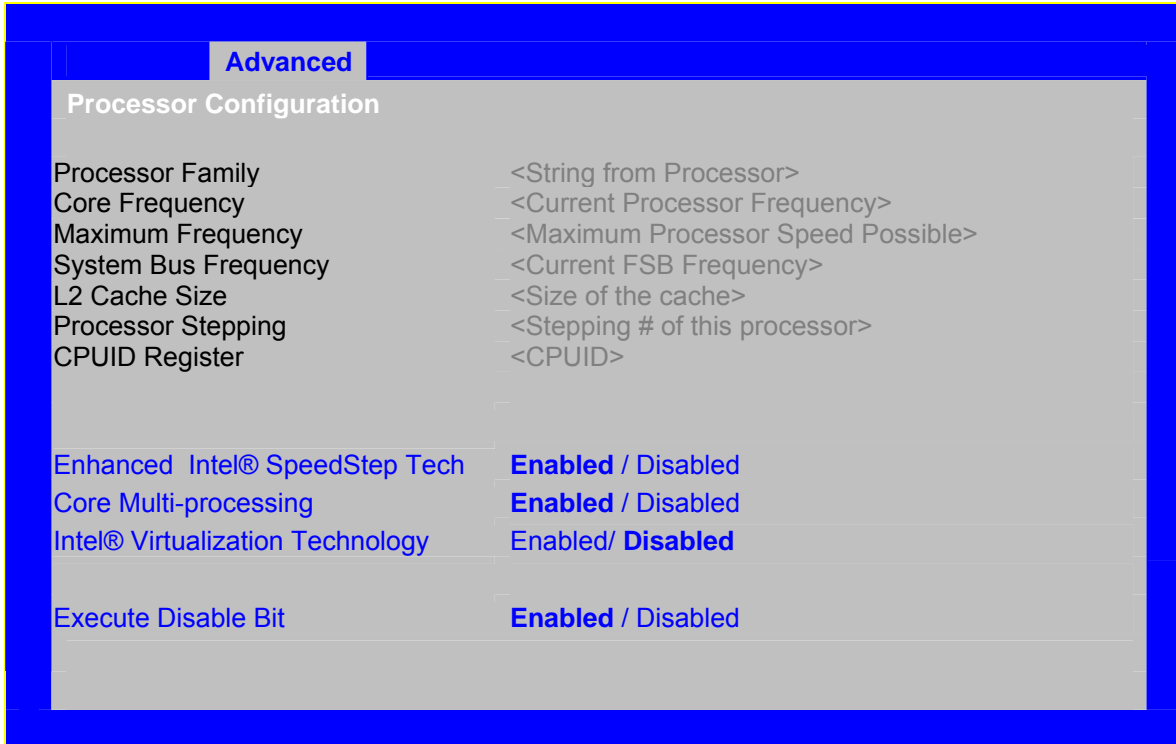 Advanced
Processor Configuration
Processor Family <String from Processor>
Core Frequency <Current Processor Frequency>
Maximum Frequency <Maximum Processor Speed Possible>
System Bus Frequency <Current FSB Frequency>
L2 Cache Size <Size of the cache>
Processor Stepping <Stepping # of this processor>
CPUID Register <CPUID>
Enhanced  Intel® SpeedStep Tech Enabled / Disabled
Core Multi-processing Enabled / Disabled
Intel® Virtualization Technology Enabled/ Disabled
Execute Disable Bit Enabled / Disabled